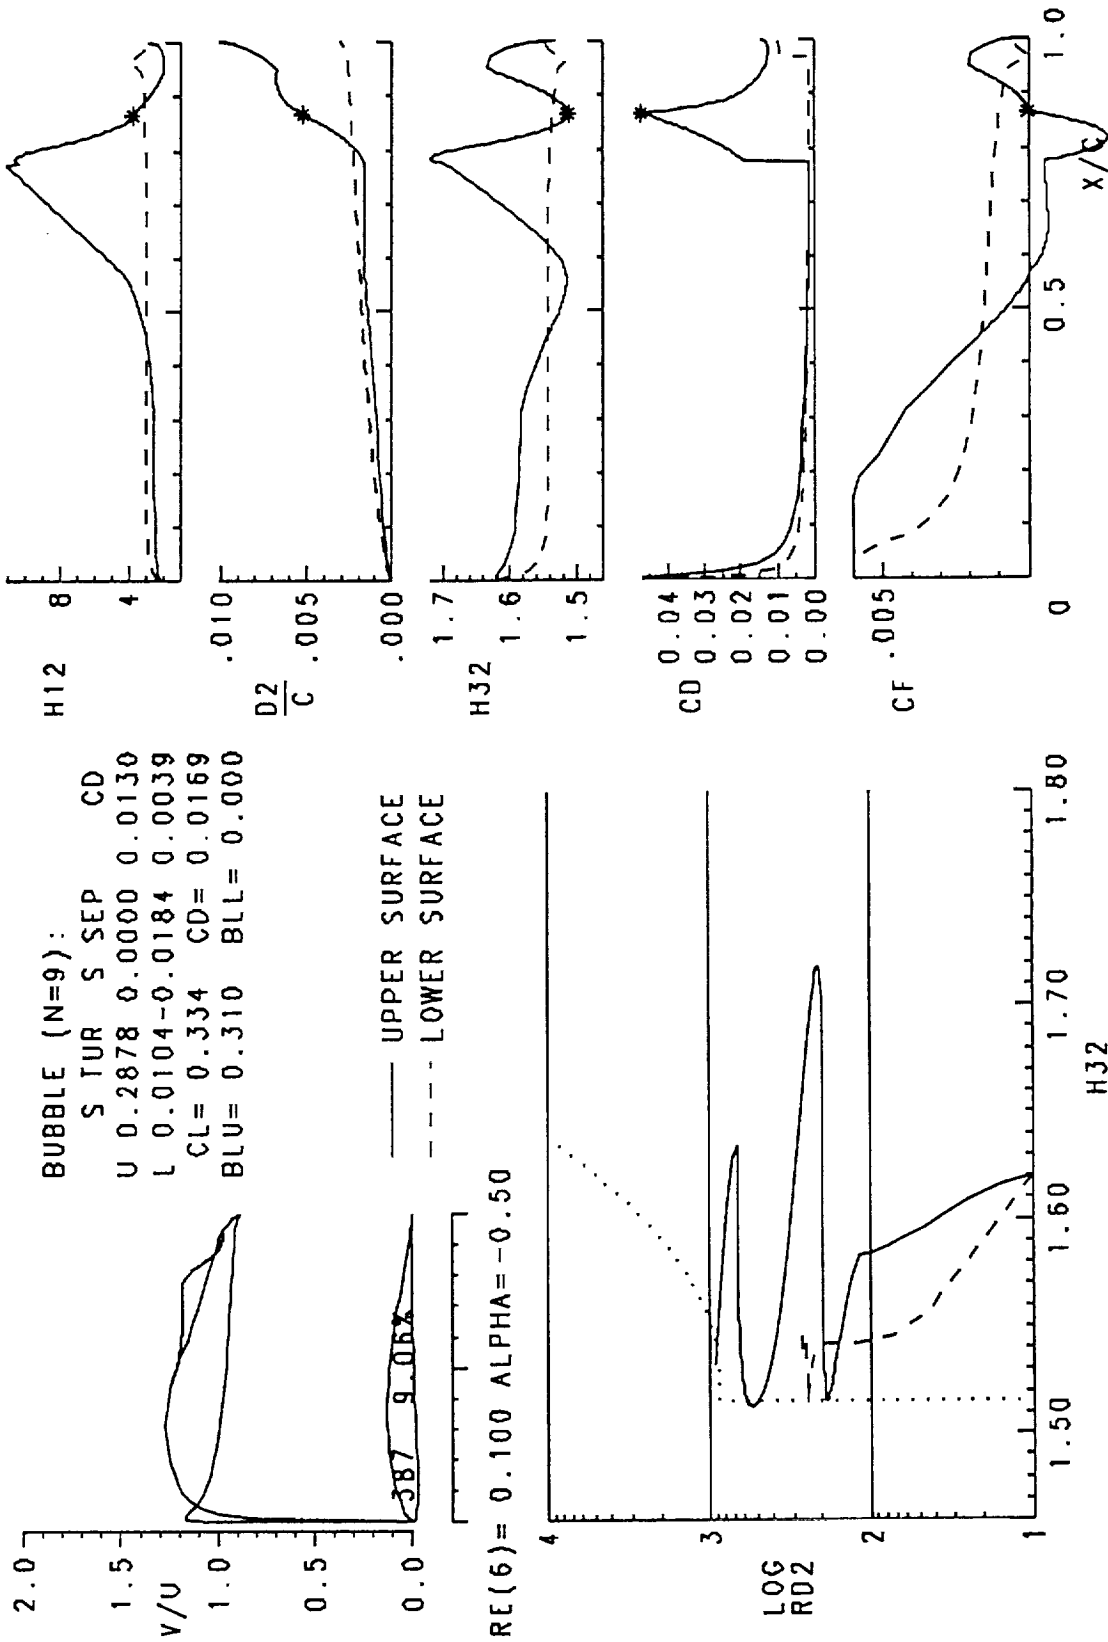 BUBBLE (N=9):
S TUR S SEP CD
U 0.2878 0.0000 0.0130
L 0.0104-0.0184 0.0039
CL= 0.334 CD= 0.0169
BLU= 0.310 BLL= 0.000
2.0
1.5
V/U
1.0
0.5
0.0
387 9.06%
—— UPPER SURFACE
--- LOWER SURFACE
RE(6)= 0.100 ALPHA=-0.50
4
3
LOG
RD2
2
1
1.50
1.60
1.70
1.80
H32
H12
8
4
D2
C
.010
.005
.000
H32
1.7
1.6
1.5
CD
0.04
0.03
0.02
0.01
0.00
CF
.005
0
0.5
X/C
1.0